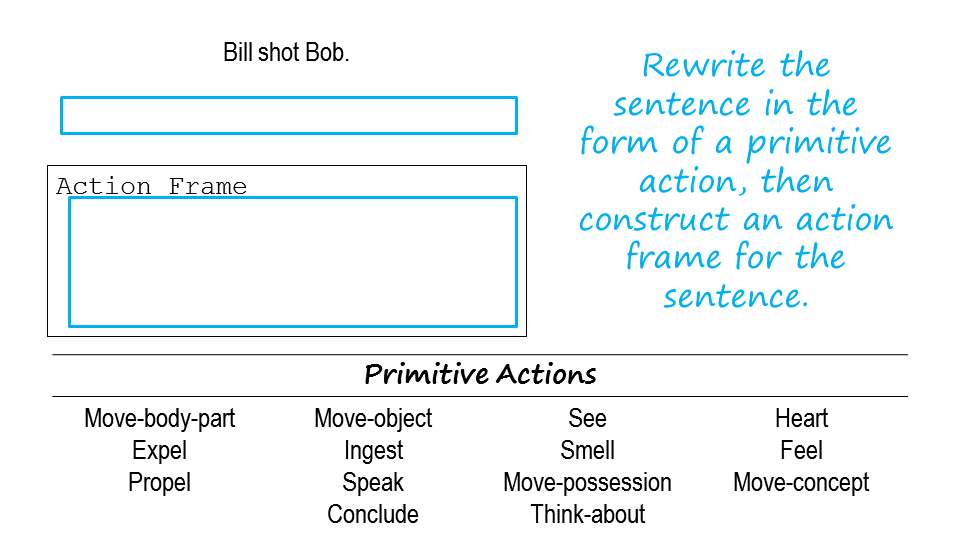 Bill shot Bob.
Rewrite the
sentence in the
form of a primitive
action, then
construct an action
frame for the
sentence.
Action Frame
Primitive Actions
Move-body-part Move-object See Heart
Expel Ingest Smell Feel
Propel Speak Move-possession Move-concept
Conclude Think-about